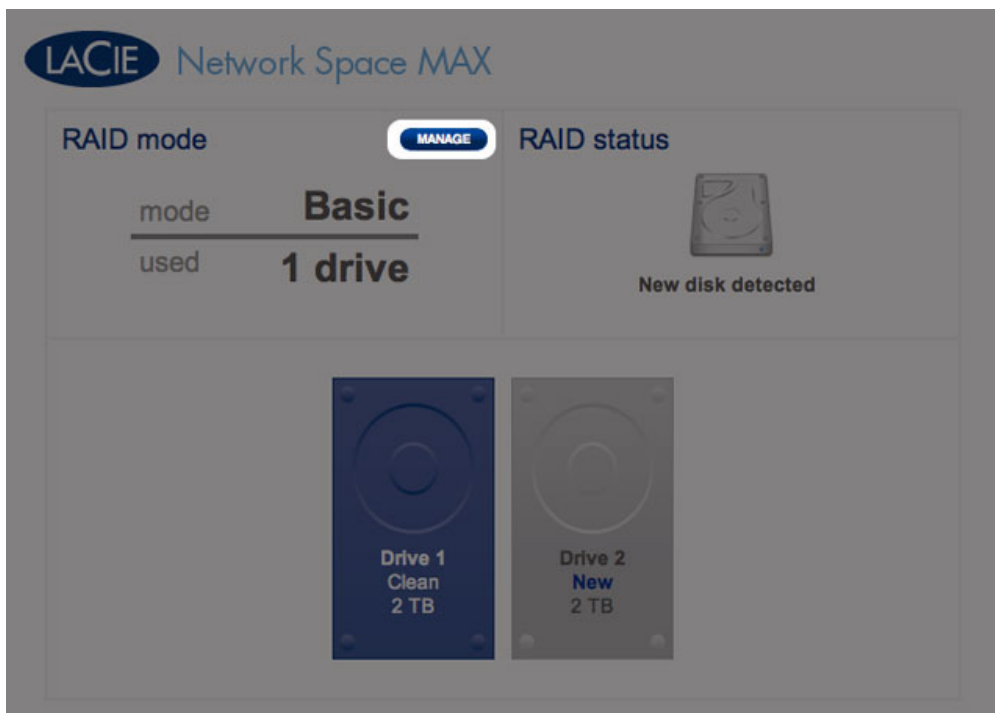 LACIE Network Space MAX
RAID mode
MANAGE
mode Basic
used 1 drive
RAID status
New disk detected
Drive 1
Clean
2 TB
Drive 2
New
2 TB